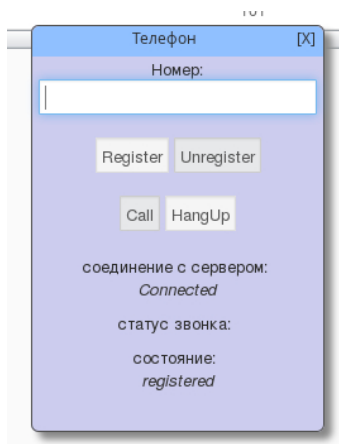 Телефон [X]
Номер:
Register Unregister
Call HangUp
соединение с сервером:
Connected
статус звонка:
состояние:
registered